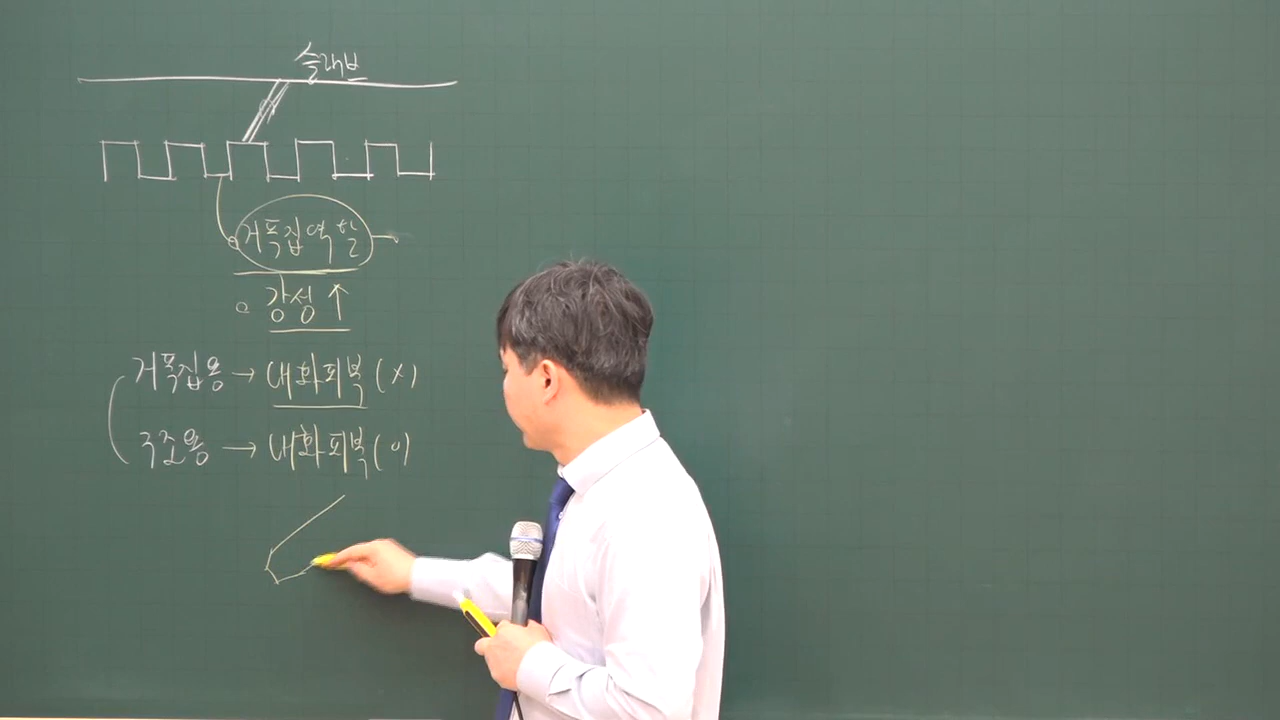 슬래브
거푸집역할
강성 ↑
거푸집용 → 내화피복 (x)
구조용 → 내화피복 (o)